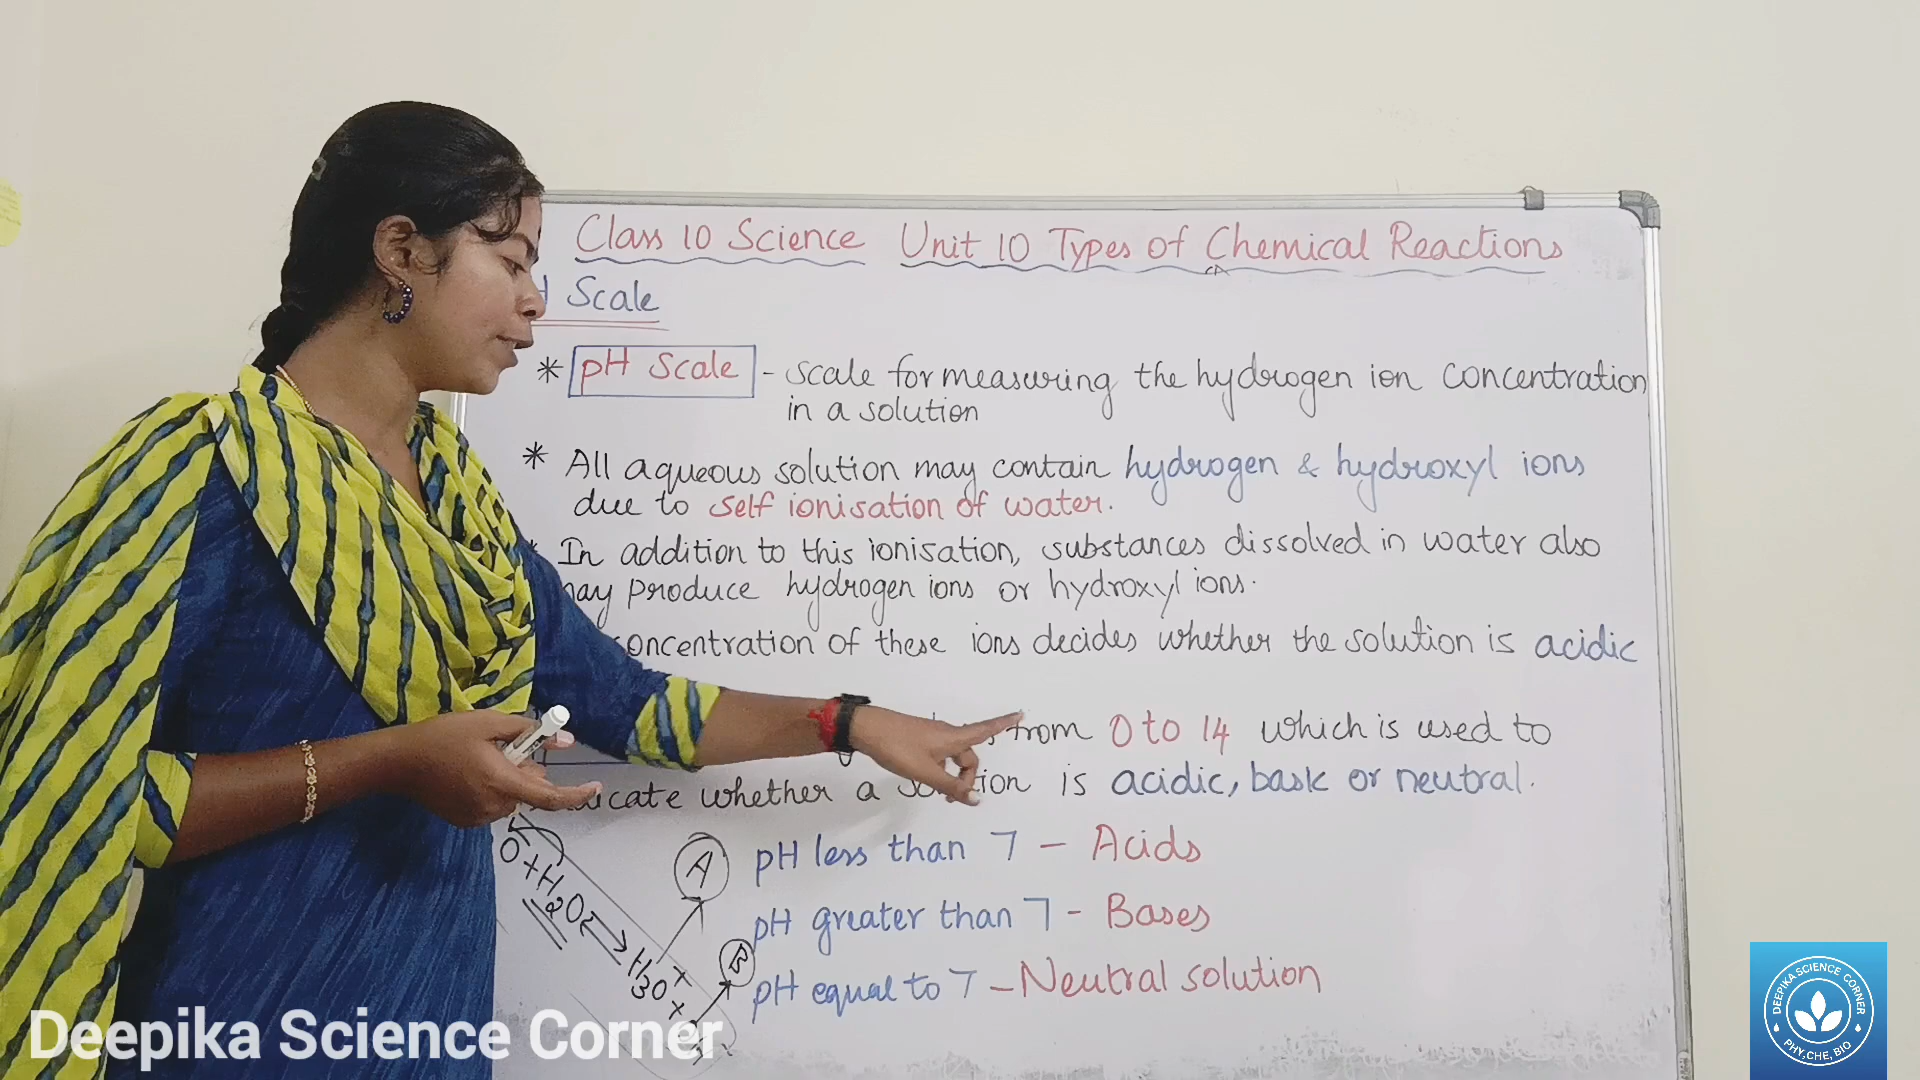 Class 10 Science Unit 10 Types of Chemical Reactions
Scale
* pH Scale - scale for measuring the hydrogen ion concentration
in a solution
* All aqueous solution may contain hydrogen & hydroxyl ions
due to self ionisation of water.
In addition to this ionisation, substances dissolved in water also
produce hydrogen ions or hydroxyl ions.
of these ions decides whether the solution is acidic
from 0 to 14 which is used to
whether a is acidic, basic or neutral.
A pH less than 7 - Acids
pH greater than 7 - Bases
B
pH equal to 7 - Neutral solution
H2O
H3O+
Deepika Science Corner
DEEPIKA SCIENCE CORNER
PHY, CHE, BIO